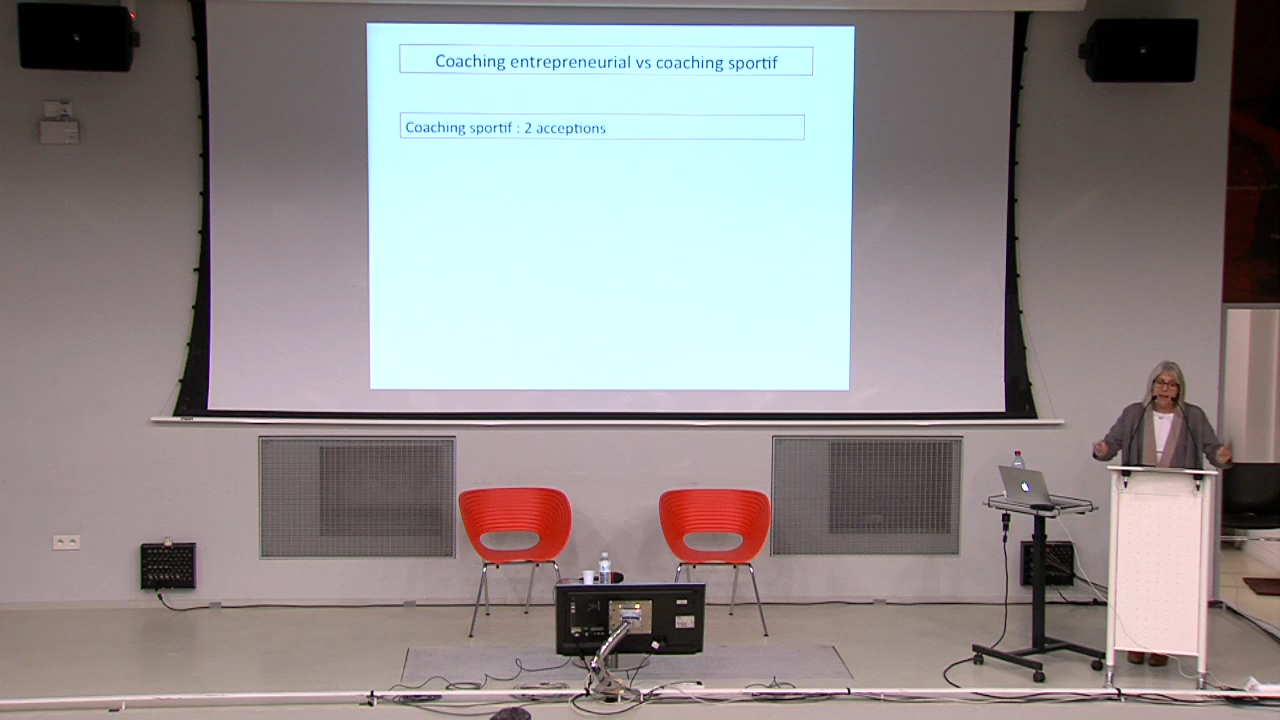 Coaching entrepreneurial vs coaching sportif
Coaching sportif : 2 acceptions